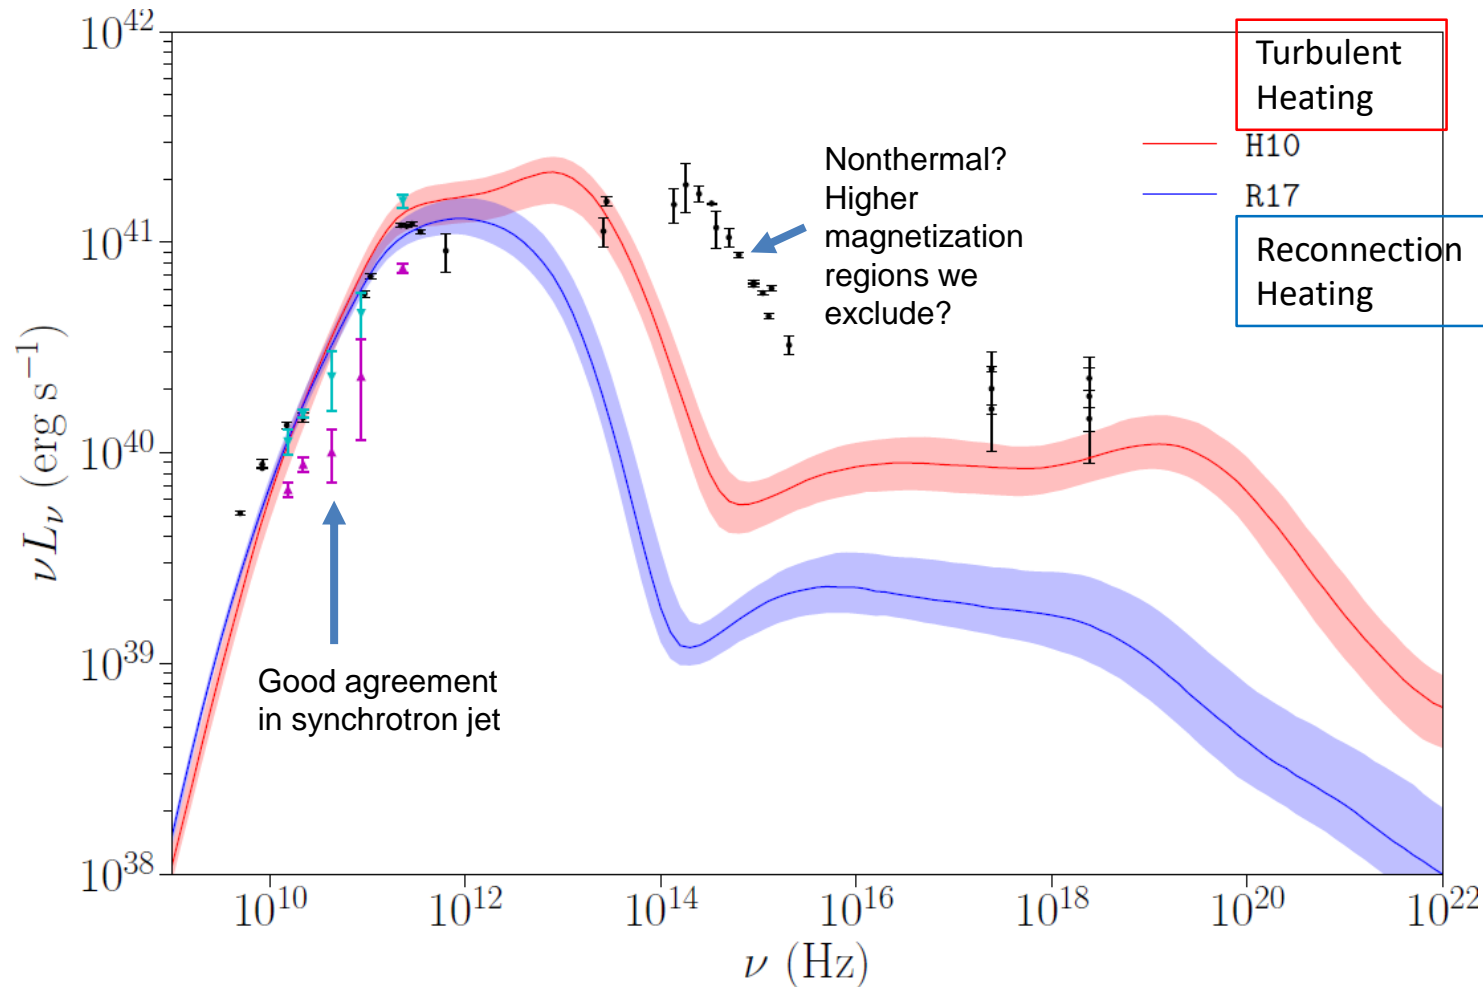 10^42
10^41
10^40
10^39
10^38
νL_ν (erg s^−1)
Turbulent
Heating
H10
R17
Reconnection
Heating
Nonthermal?
Higher
magnetization
regions we
exclude?
Good agreement
in synchrotron jet
10^10
10^12
10^14
10^16
10^18
10^20
10^22
ν (Hz)